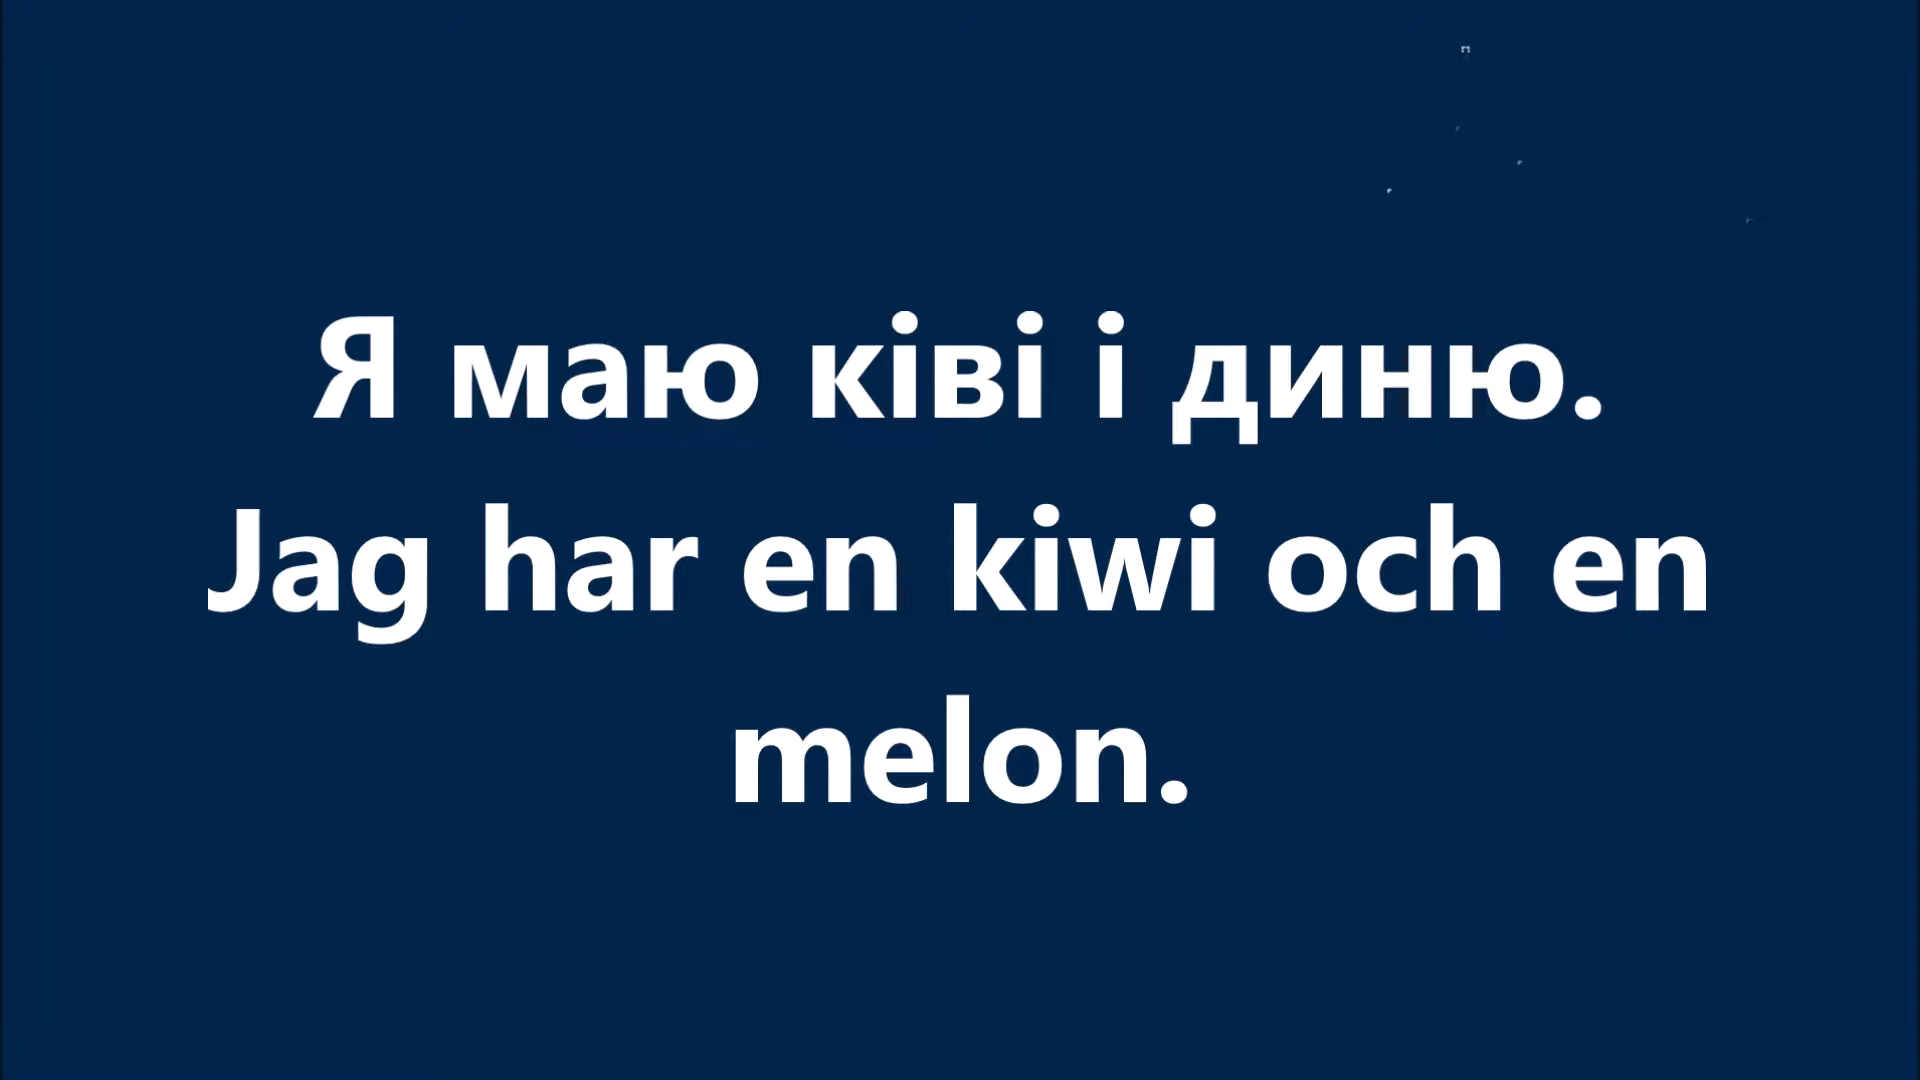 Я маю ківі і диню.
Jag har en kiwi och en
melon.